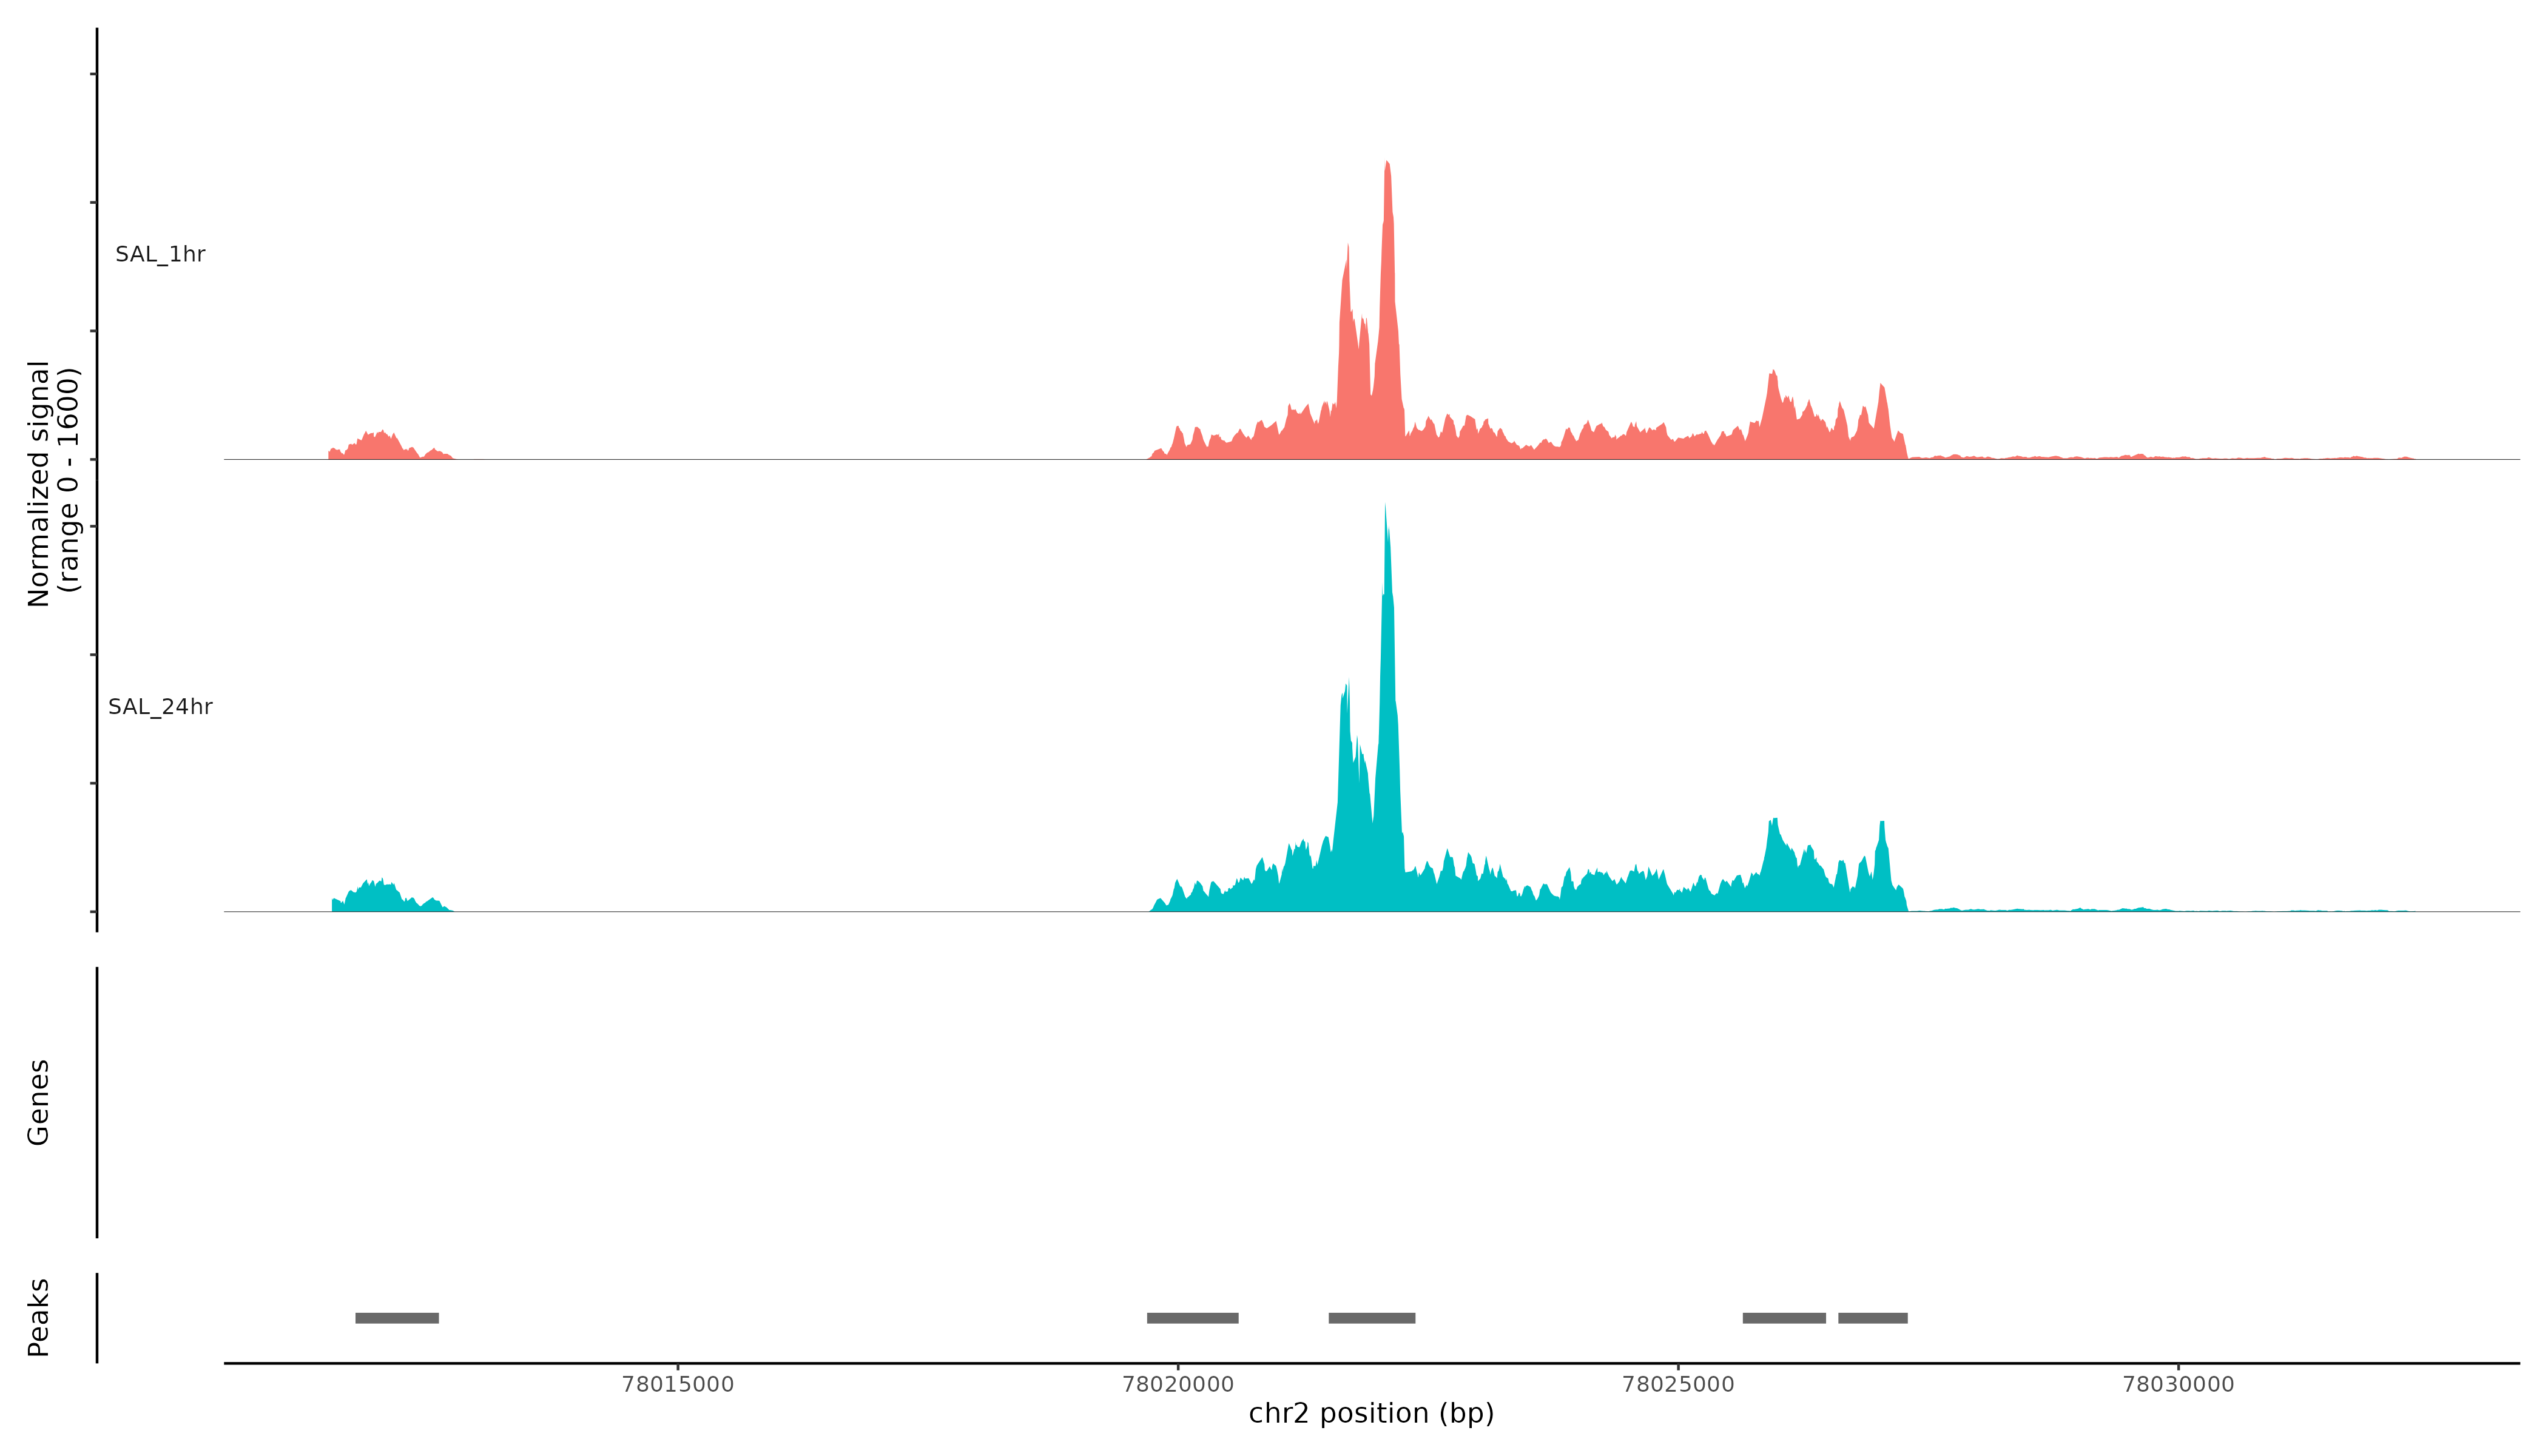 Normalized signal
(range 0 - 1600)
SAL_1hr
SAL_24hr
Genes
Peaks
78015000
78020000
78025000
78030000
chr2 position (bp)